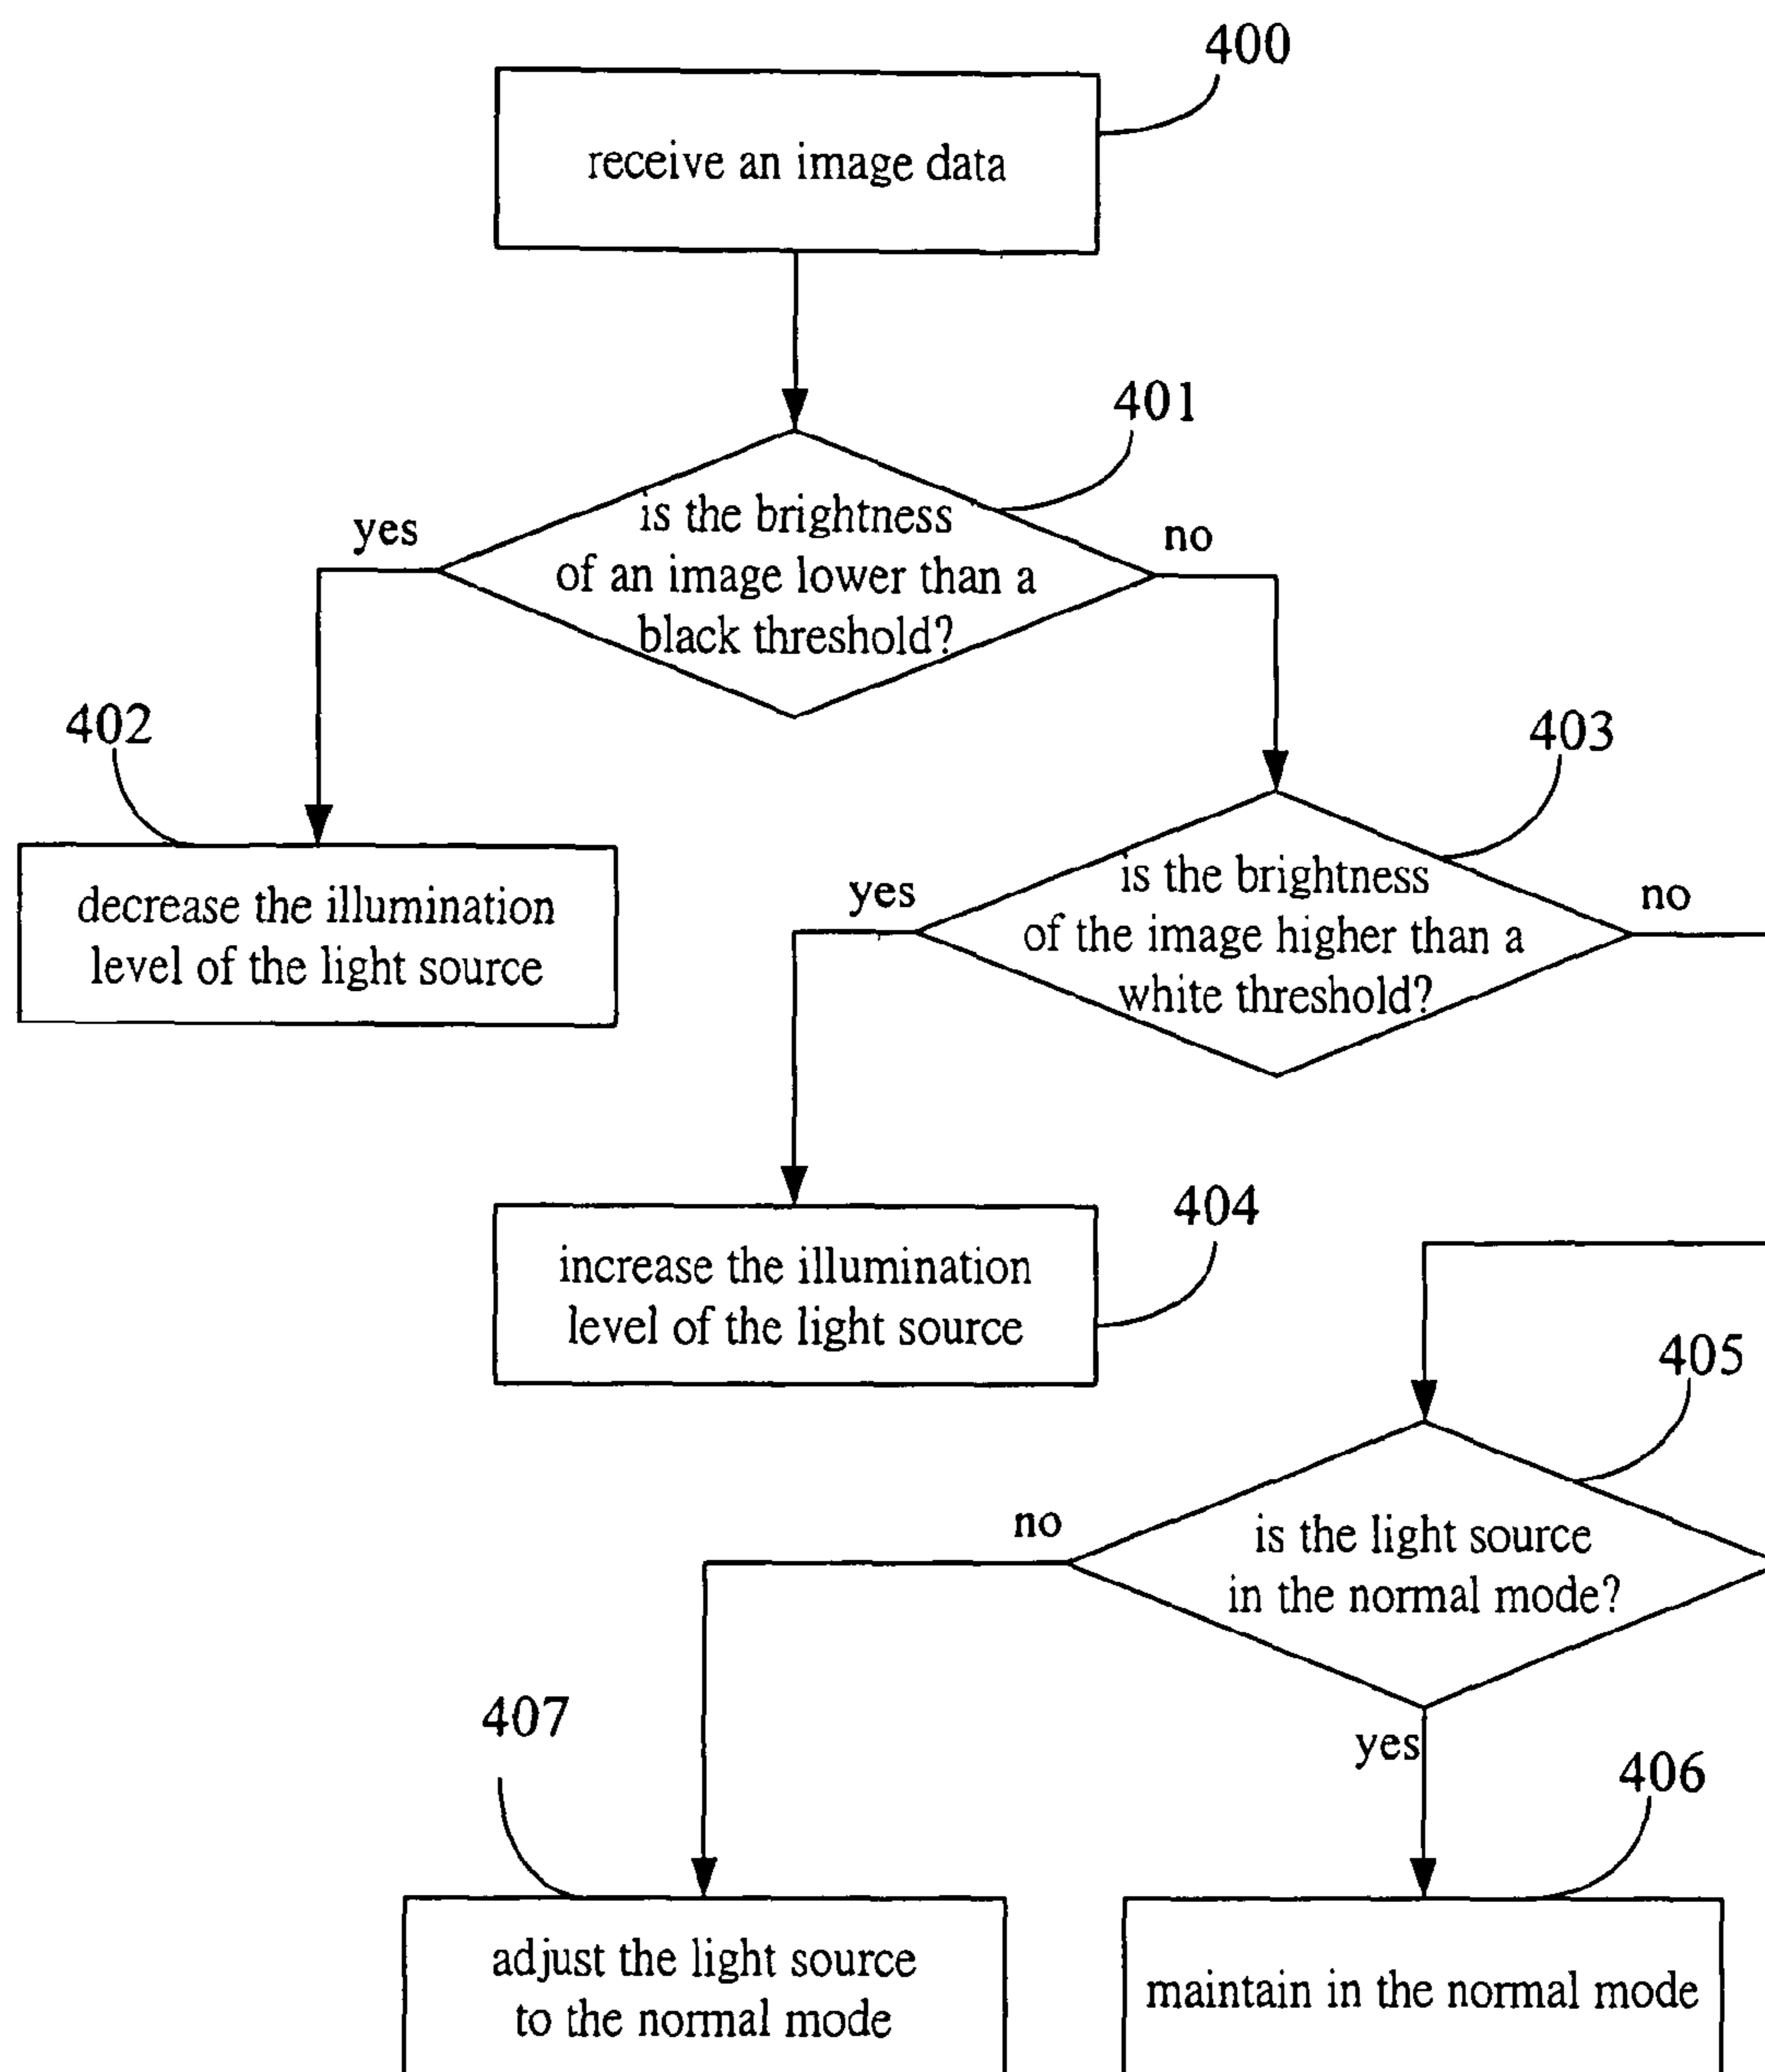 400
receive an image data
401
yes
is the brightness
of an image lower than a
black threshold?
no
402
decrease the illumination
level of the light source
403
yes
is the brightness
of the image higher than a
white threshold?
no
404
increase the illumination
level of the light source
405
no
is the light source
in the normal mode?
yes
407
406
adjust the light source
to the normal mode
maintain in the normal mode